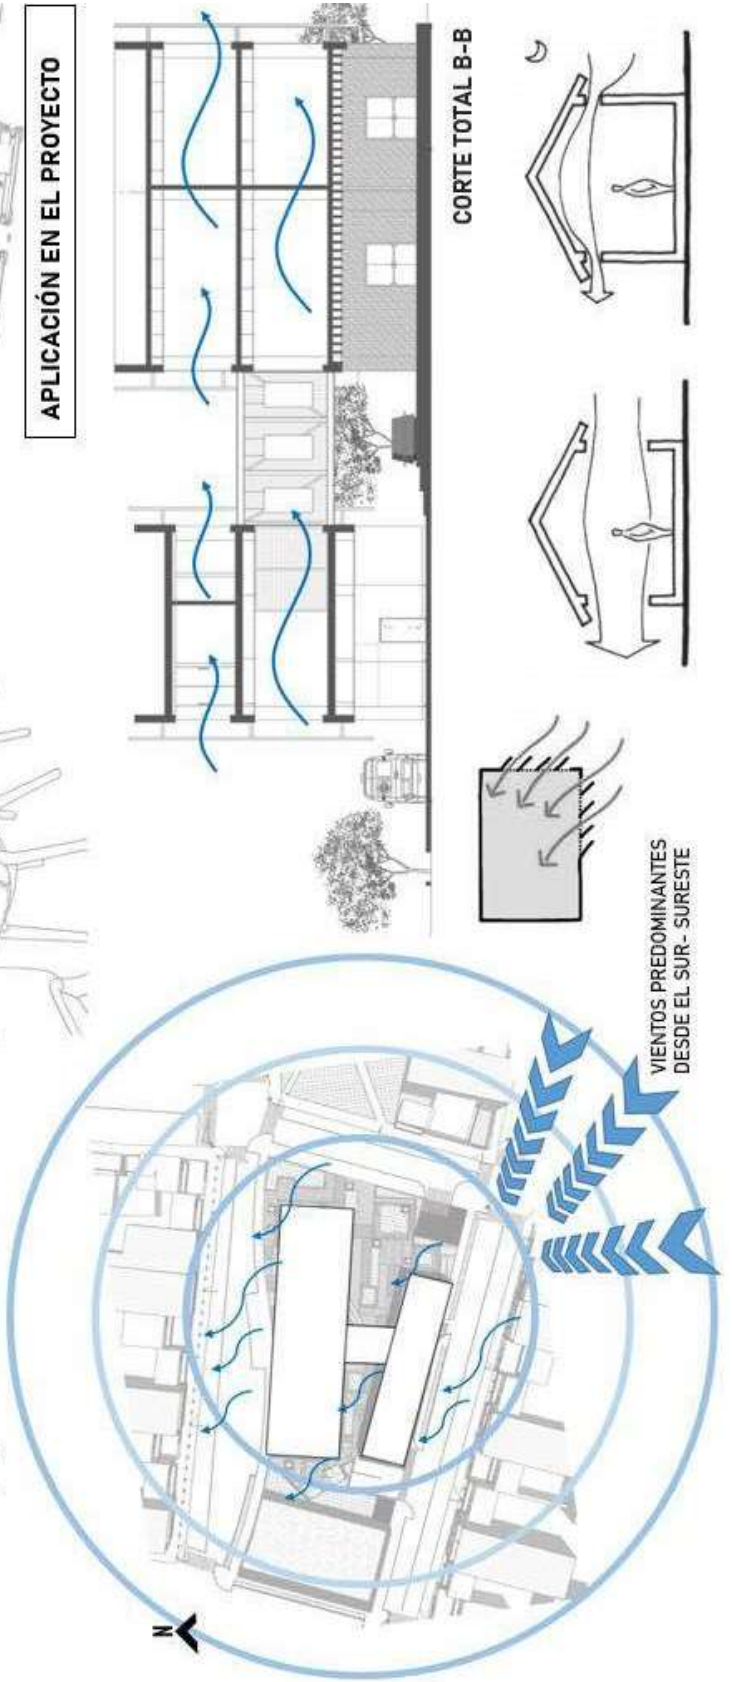 APLICACIÓN EN EL PROYECTO
CORTE TOTAL B-B
VIENTOS PREDOMINANTES
DESDE EL SUR- SURESTE
N